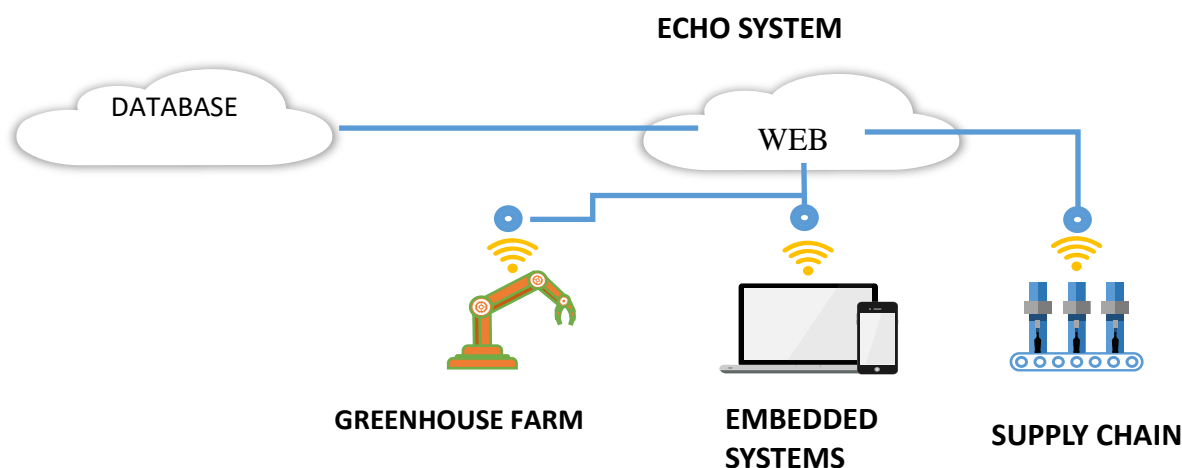 ECHO SYSTEM
DATABASE
WEB
GREENHOUSE FARM
EMBEDDED
SYSTEMS
SUPPLY CHAIN